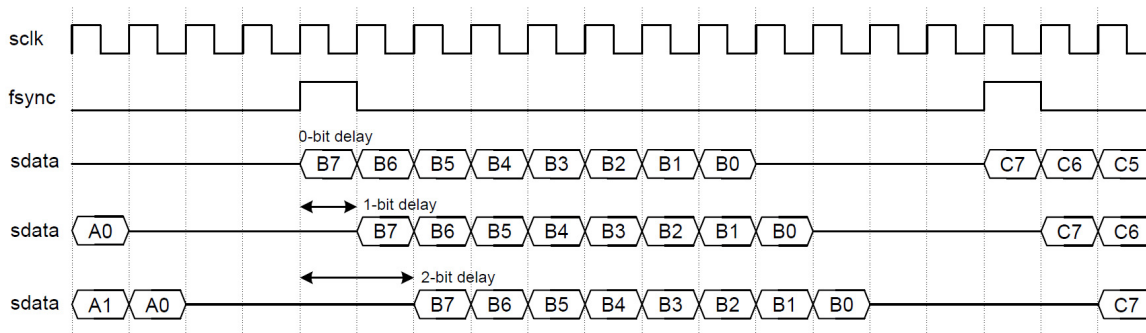 sclk
fsync
0-bit delay
sdata B7 B6 B5 B4 B3 B2 B1 B0 C7 C6 C5
1-bit delay
sdata A0 B7 B6 B5 B4 B3 B2 B1 B0 C7 C6
2-bit delay
sdata A1 A0 B7 B6 B5 B4 B3 B2 B1 B0 C7